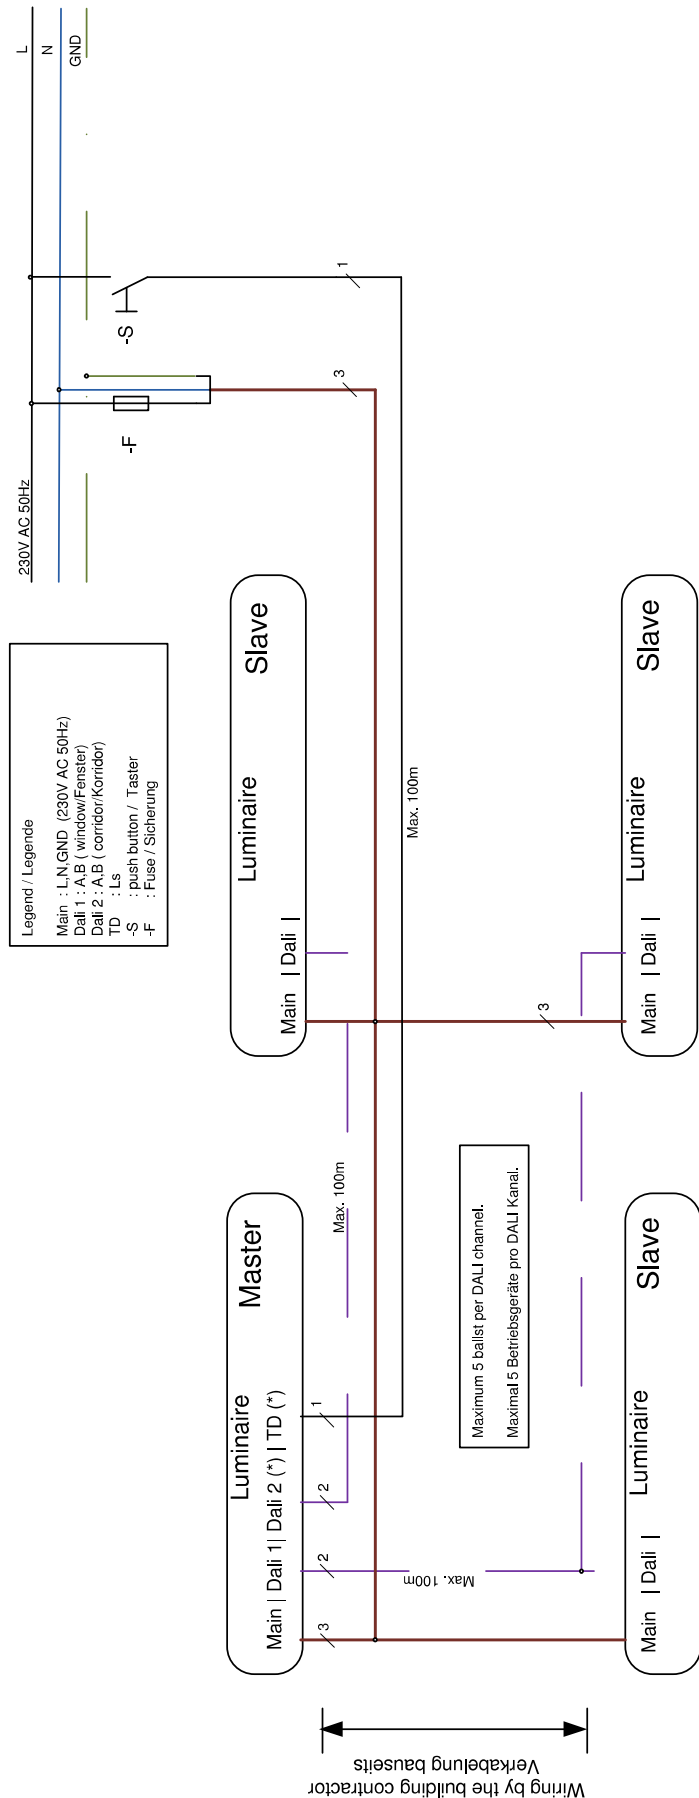 L
N
GND
230V AC 50Hz
-S
-F
1
3
Legend / Legende
Main : L,N,GND (230V AC 50Hz)
Dali 1 : A,B ( window/Fenster)
Dali 2 : A,B ( corridor/Korridor)
TD : Ls
-S : push button / Taster
-F : Fuse / Sicherung
Luminaire
Slave
Main | Dali |
Max. 100m
3
Luminaire
Slave
Main | Dali |
Luminaire
Master
Main | Dali 1| Dali 2 (*) | TD (*)
3
2
2
1
Max. 100m
Max. 100m
Maximum 5 ballst per DALI channel.
Maximal 5 Betriebsgeräte pro DALI Kanal.
Luminaire
Slave
Main | Dali |
Wiring by the building contractor
Verkabelung bauseits